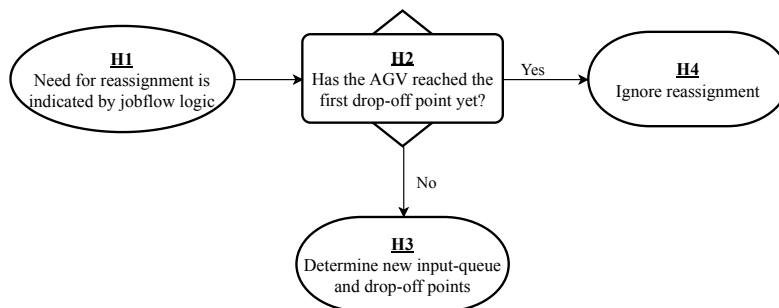 H1
Need for reassignment is
indicated by jobflow logic
H2
Has the AGV reached the
first drop-off point yet?
Yes
H4
Ignore reassignment
No
H3
Determine new input-queue
and drop-off points